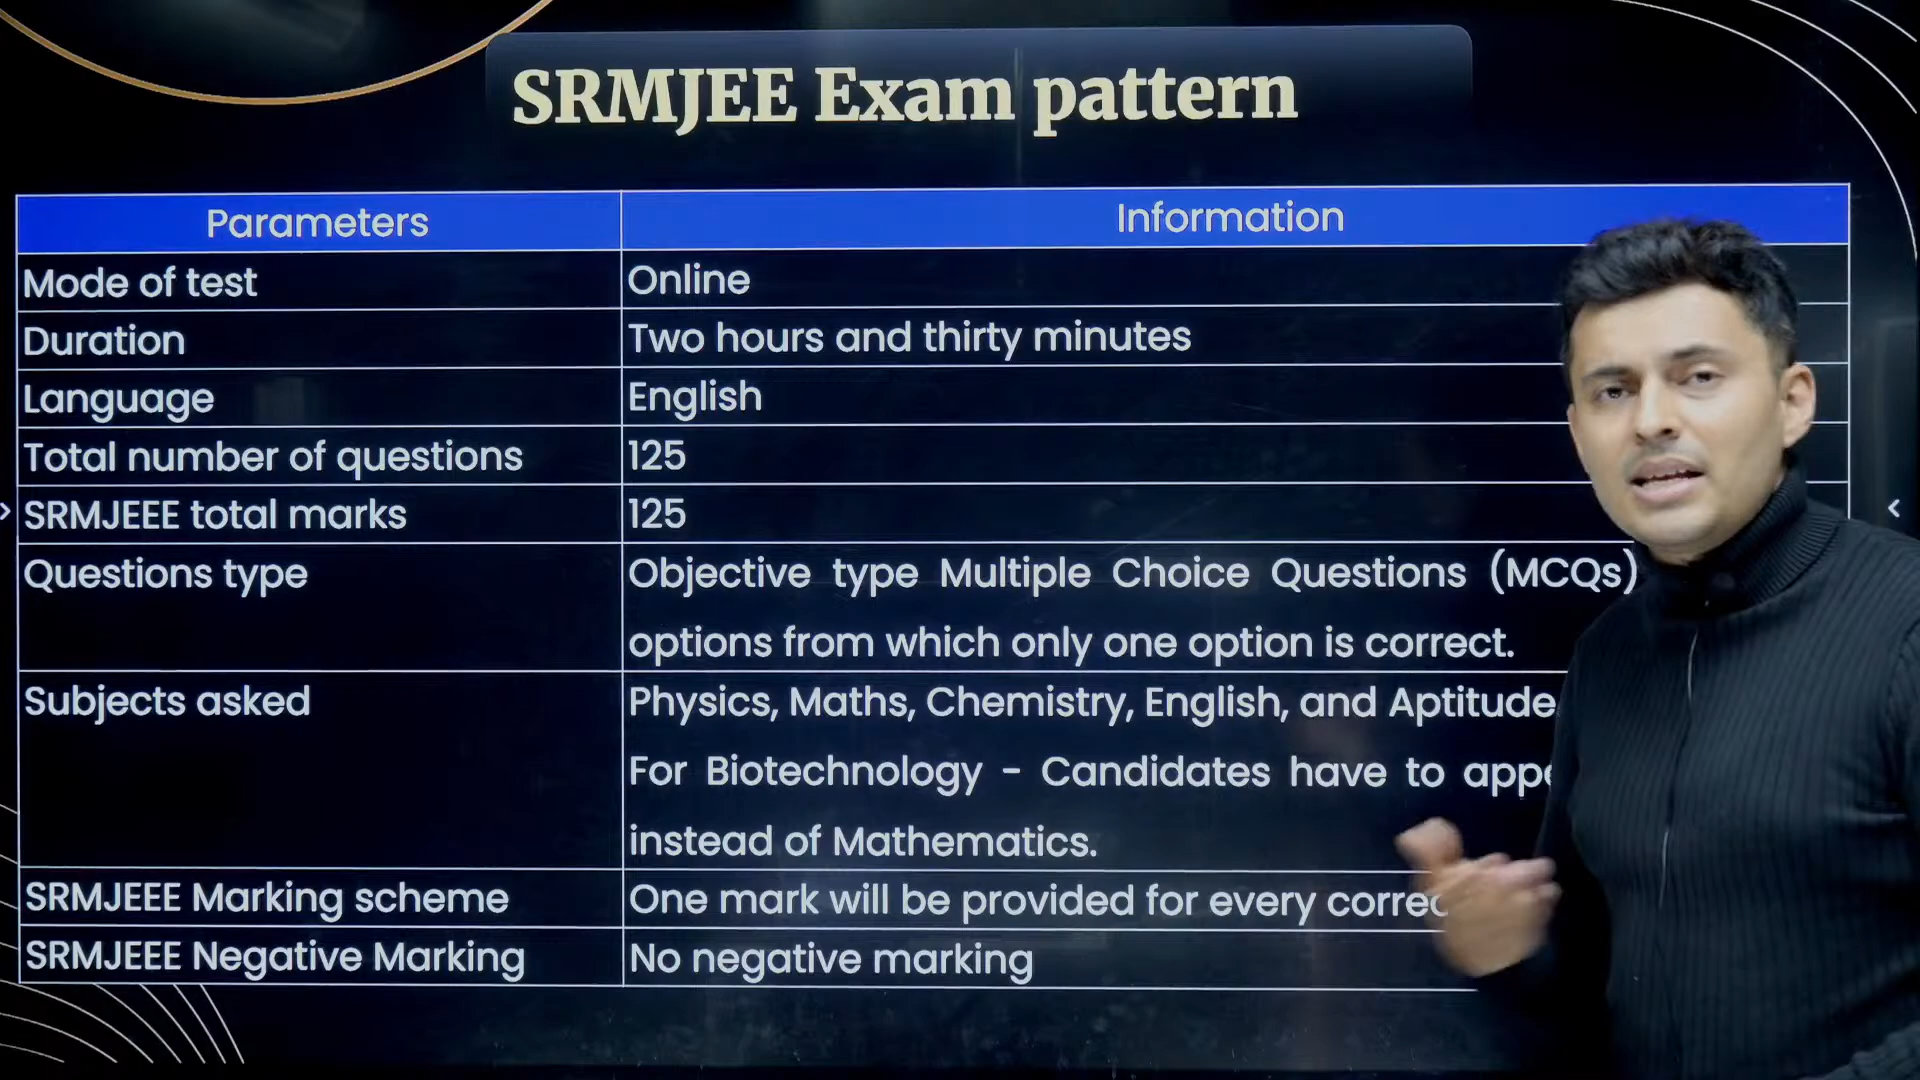 SRMJEE Exam pattern
Parameters
Information
Mode of test
Online
Duration
Two hours and thirty minutes
Language
English
Total number of questions
125
SRMJEEE total marks
125
Questions type
Objective type Multiple Choice Questions (MCQs)
options from which only one option is correct.
Subjects asked
Physics, Maths, Chemistry, English, and Aptitude
For Biotechnology - Candidates have to
instead of Mathematics.
SRMJEEE Marking scheme
One mark will be provided for every
SRMJEEE Negative Marking
No negative marking